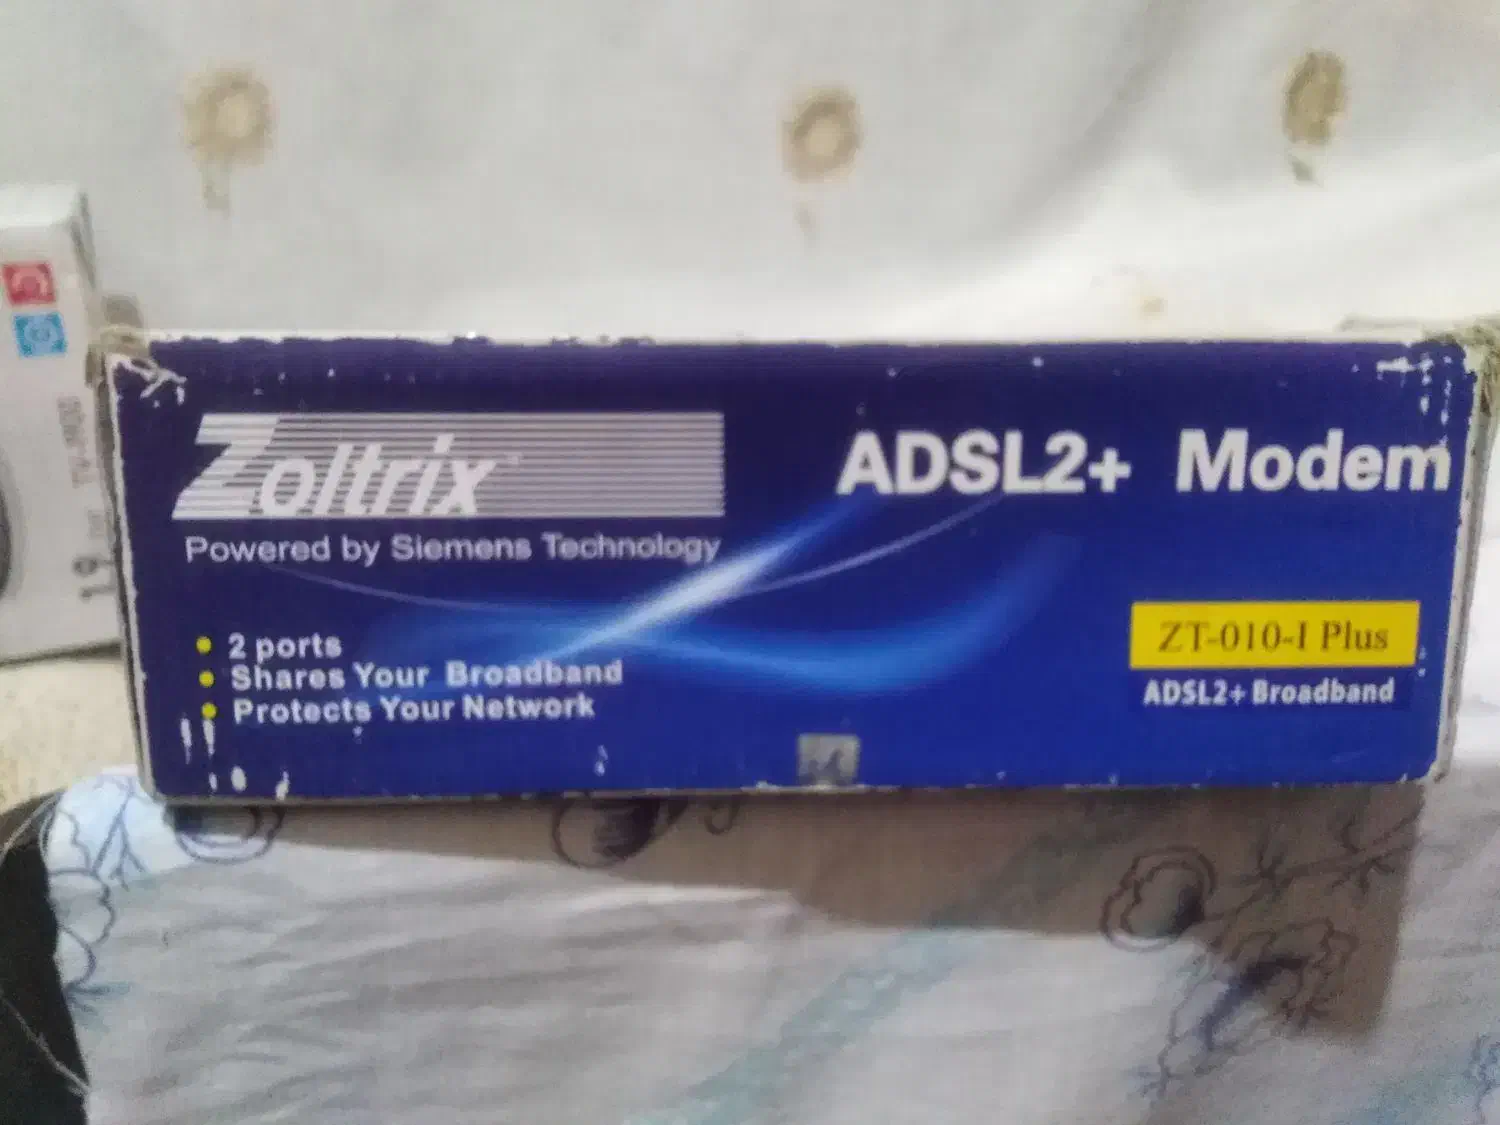 Zoltrix
Powered by Siemens Technology
2 ports
Shares Your Broadband
Protects Your Network
ADSL2+ Modem
ZT-010-I Plus
ADSL2+ Broadband